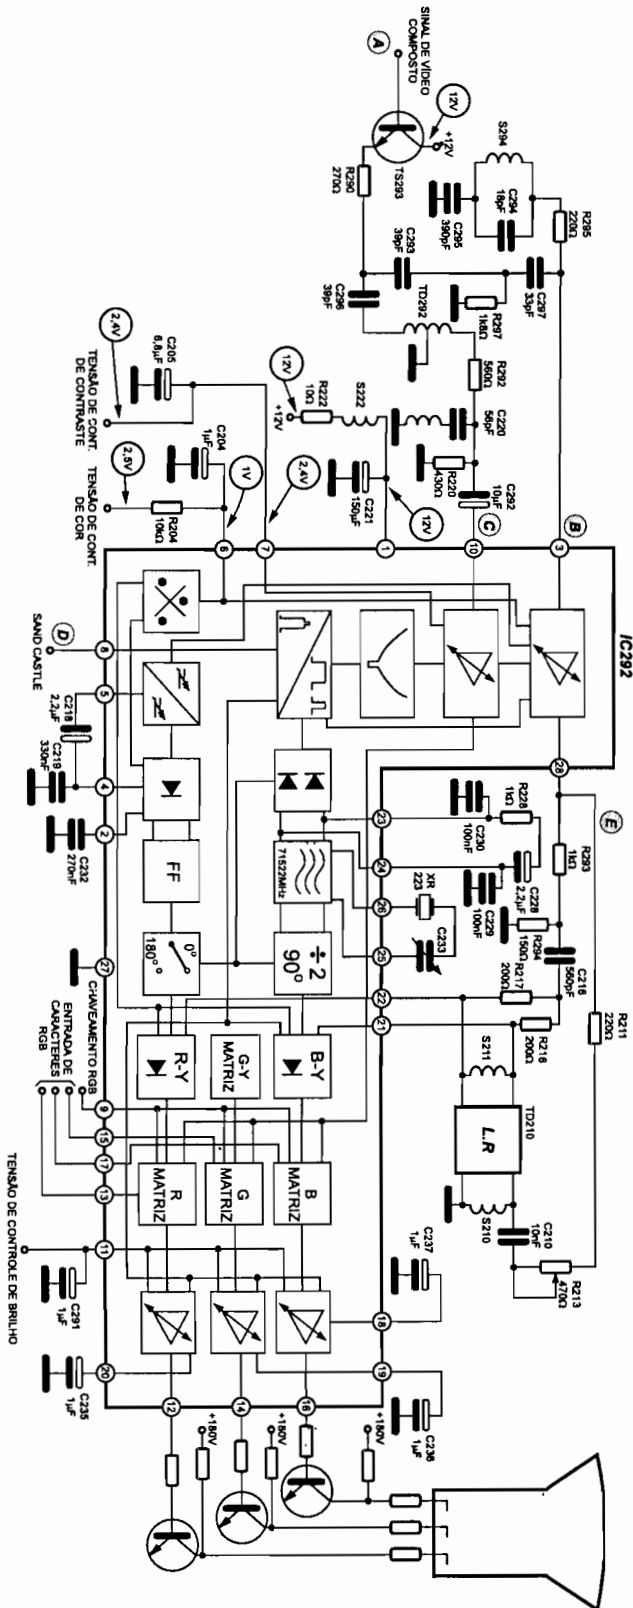 SINAL DE VÍDEO
COMPOSTO
A
12V
+12V
TS293
R290
270Ω
S294
C294
18pF
C295
390pF
R295
220Ω
C293
39pF
C297
33pF
C296
39pF
TD292
R297
1k8Ω
R292
560Ω
C220
56pF
R220
430Ω
C292
10μF
C
B
12V
+12V
R222
10Ω
S222
C221
150μF
12V
C205
6,8μF
2,4V
TENSÃO DE CONT.
DE CONTRASTE
C204
1μF
2,5V
TENSÃO DE CONT.
DE COR
R204
10kΩ
1V
2,4V
6
7
1
10
3
IC292
D
SAND CASTLE
8
5
C218
2,2μF
C219
330nF
4
2
C232
270nF
27
FF
180°
0°
÷2
90°
71522MHz
28
E
23
24
26
25
22
21
C230
100nF
R228
1kΩ
C228
2,2μF
C229
100nF
XR
223
C233
R293
1kΩ
R294
150Ω
C216
560pF
R217
200Ω
R216
200Ω
R211
220Ω
S211
TD210
L.R
S210
C210
10nF
R213
470Ω
R-Y
G-Y
MATRIZ
B-Y
R
MATRIZ
G
MATRIZ
B
MATRIZ
CHAVEAMENTO RGB
ENTRADA DE
CARACTERES
RGB
9
15
17
13
11
TENSÃO DE CONTROLE DE BRILHO
C291
1μF
20
C235
1μF
C237
1μF
18
19
C236
1μF
12
14
16
+180V
+180V
+180V